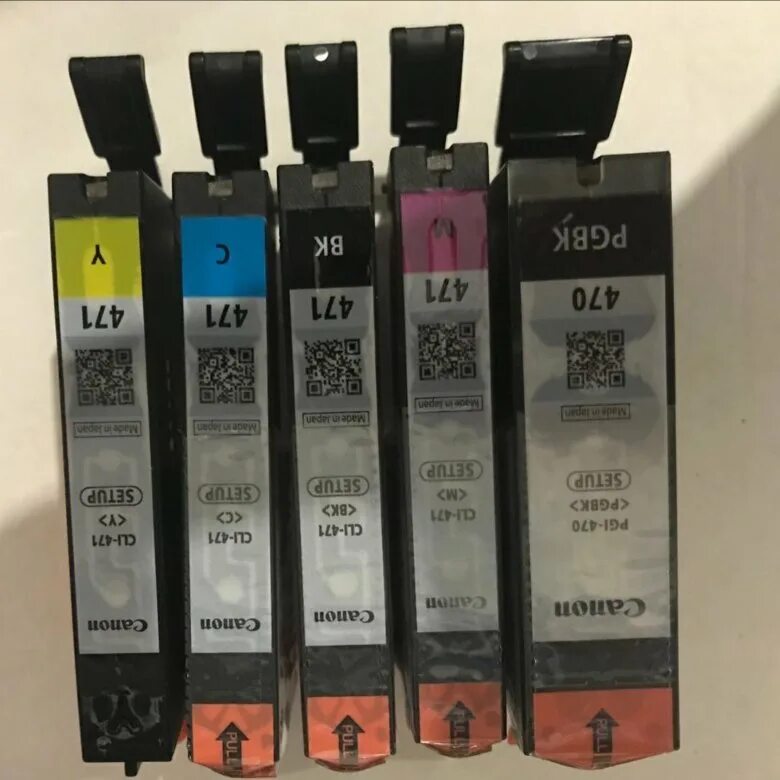 Canon
CLI-471
<Y>
SETUP
Made in Japan
471
Y
PULL
Canon
CLI-471
<C>
SETUP
Made in Japan
471
C
PULL
Canon
CLI-471
<BK>
SETUP
Made in Japan
471
BK
PULL
Canon
CLI-471
<M>
SETUP
Made in Japan
471
M
PULL
Canon
PGI-470
<PGBK>
SETUP
Made in Japan
470
PGBK